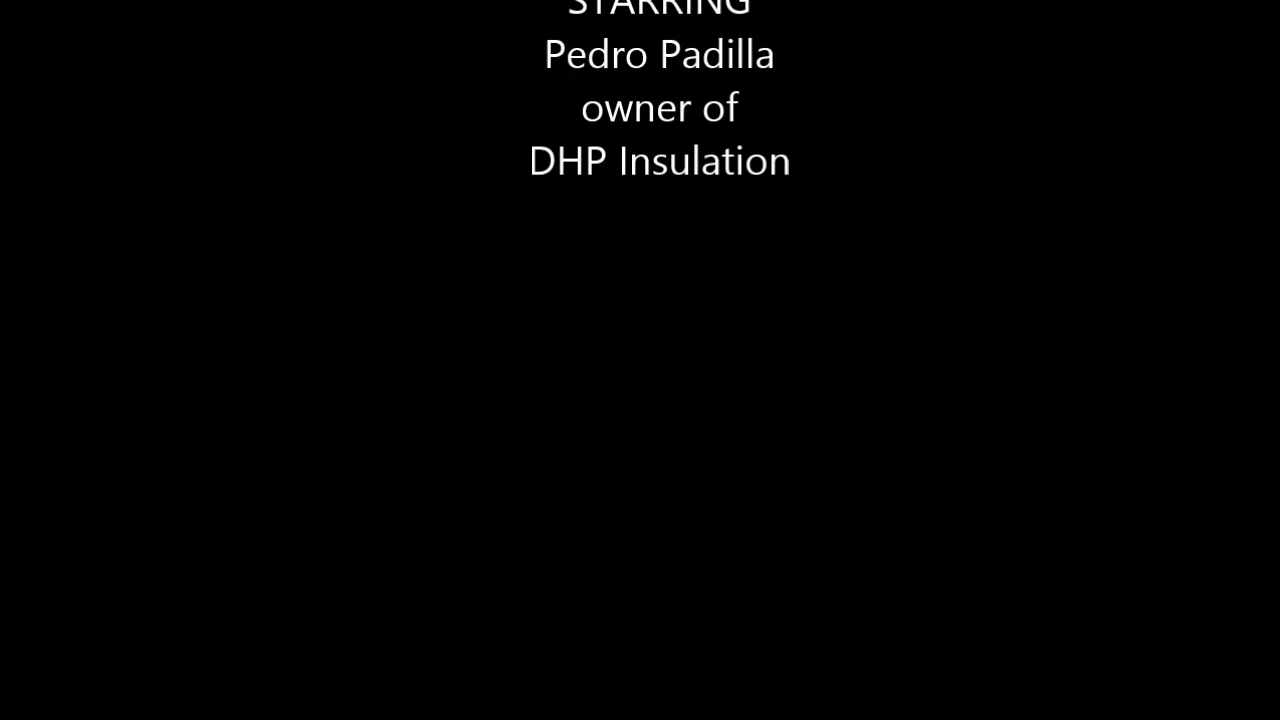 STARRING
Pedro Padilla
owner of
DHP Insulation